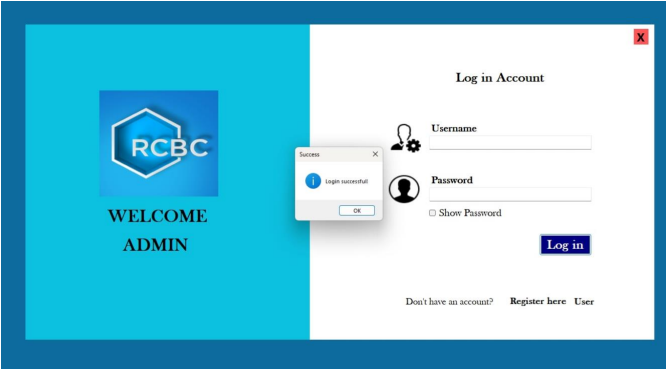 X
Log in Account
RCBC
WELCOME
ADMIN
Success
Login successful!
OK
Username
Password
Show Password
Log in
Don't have an account? Register here User